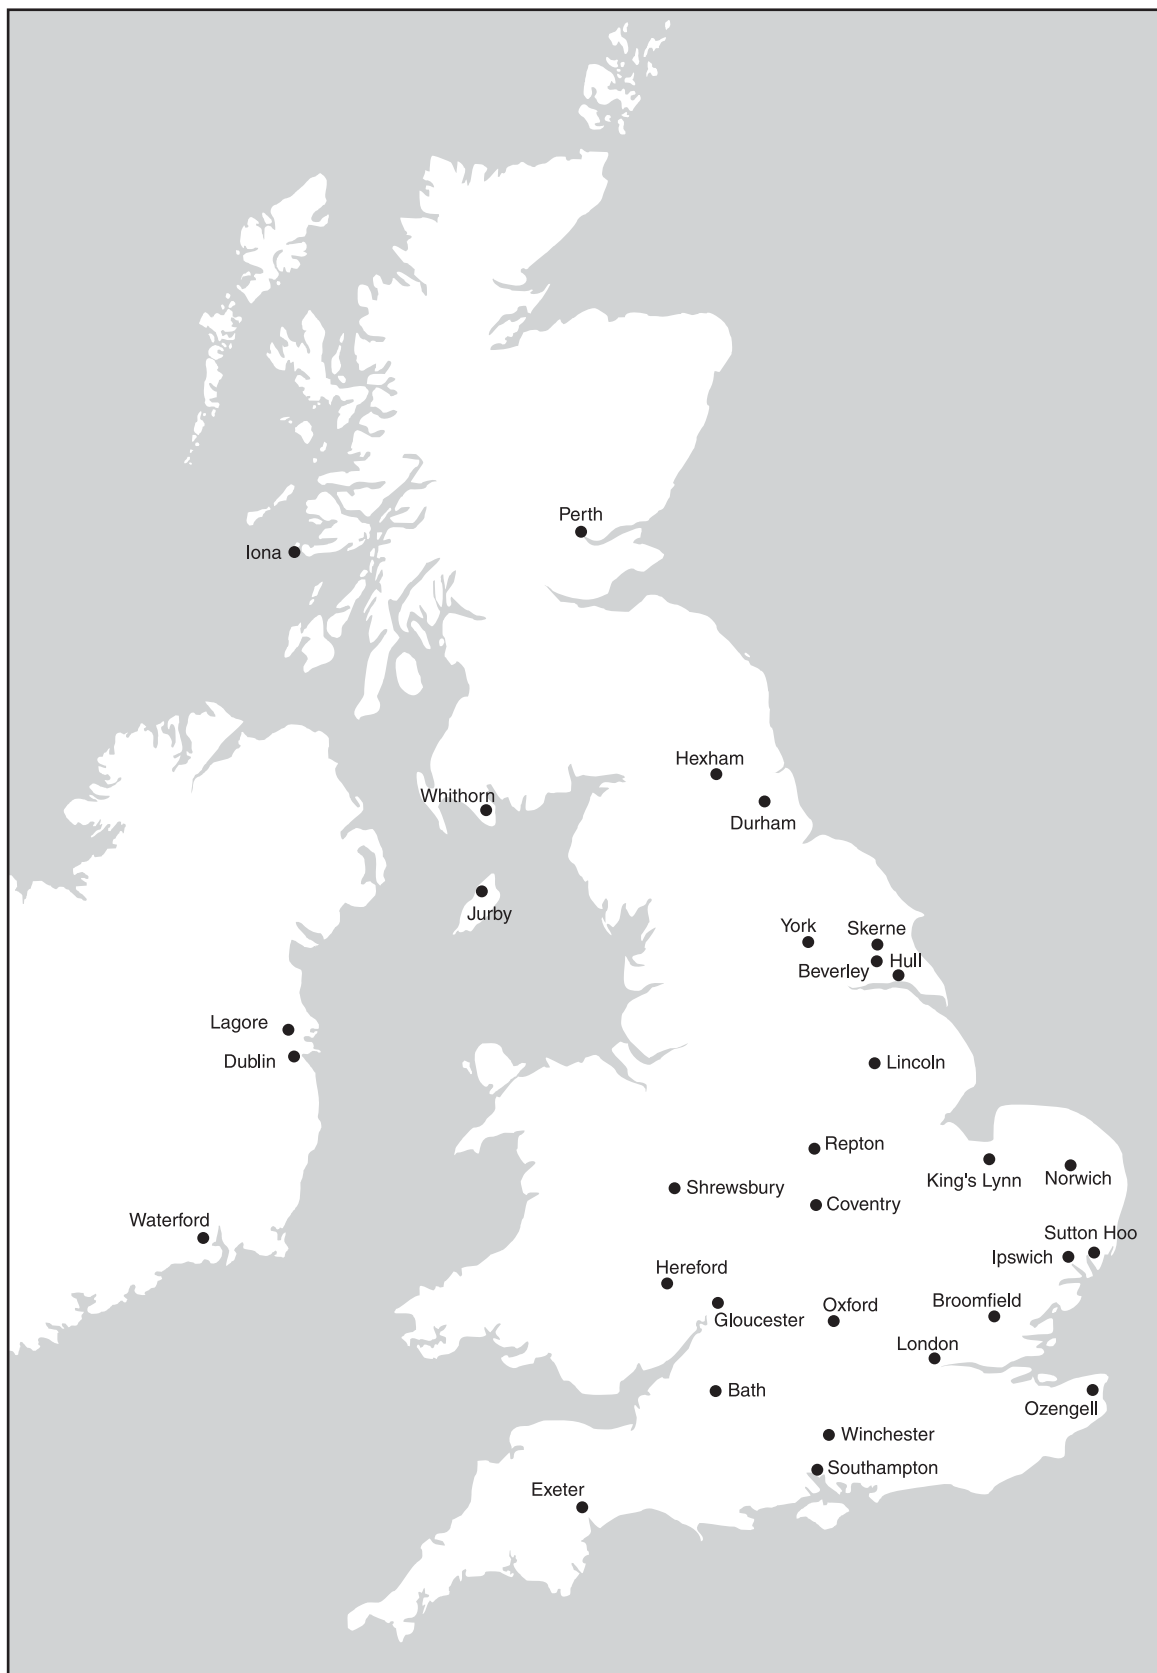 Perth
Iona
Hexham
Whithorn
Durham
Jurby
York
Skerne
Beverley
Hull
Lagore
Dublin
Lincoln
Repton
King's Lynn
Norwich
Shrewsbury
Coventry
Waterford
Sutton Hoo
Ipswich
Hereford
Gloucester
Oxford
Broomfield
London
Bath
Ozengell
Winchester
Southampton
Exeter